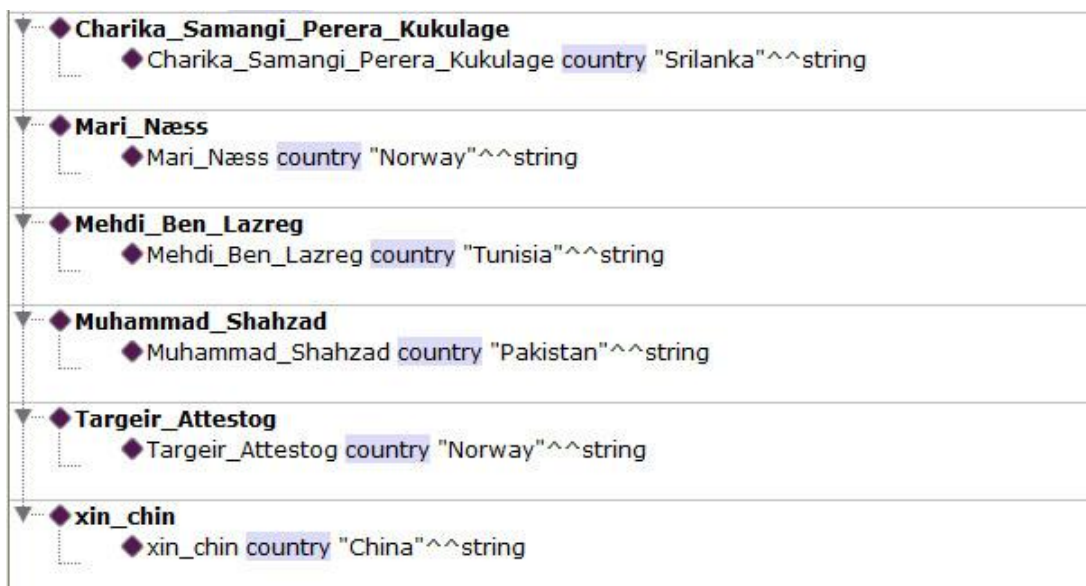 Charika_Samangi_Perera_Kukulage
Charika_Samangi_Perera_Kukulage country "Srilanka"^^string
Mari_Næss
Mari_Næss country "Norway"^^string
Mehdi_Ben_Lazreg
Mehdi_Ben_Lazreg country "Tunisia"^^string
Muhammad_Shahzad
Muhammad_Shahzad country "Pakistan"^^string
Targeir_Attestog
Targeir_Attestog country "Norway"^^string
xin_chin
xin_chin country "China"^^string